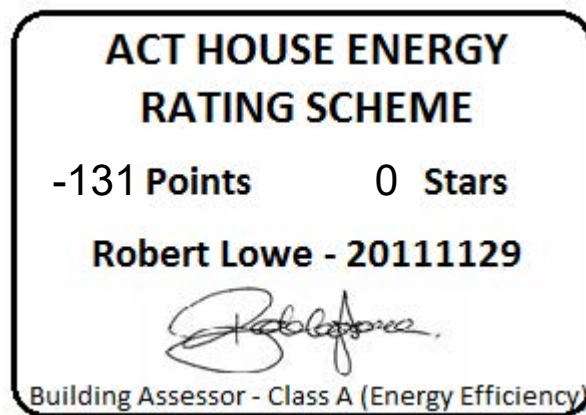 ACT HOUSE ENERGY
RATING SCHEME
-131 Points 0 Stars
Robert Lowe - 20111129
Building Assessor - Class A (Energy Efficiency)